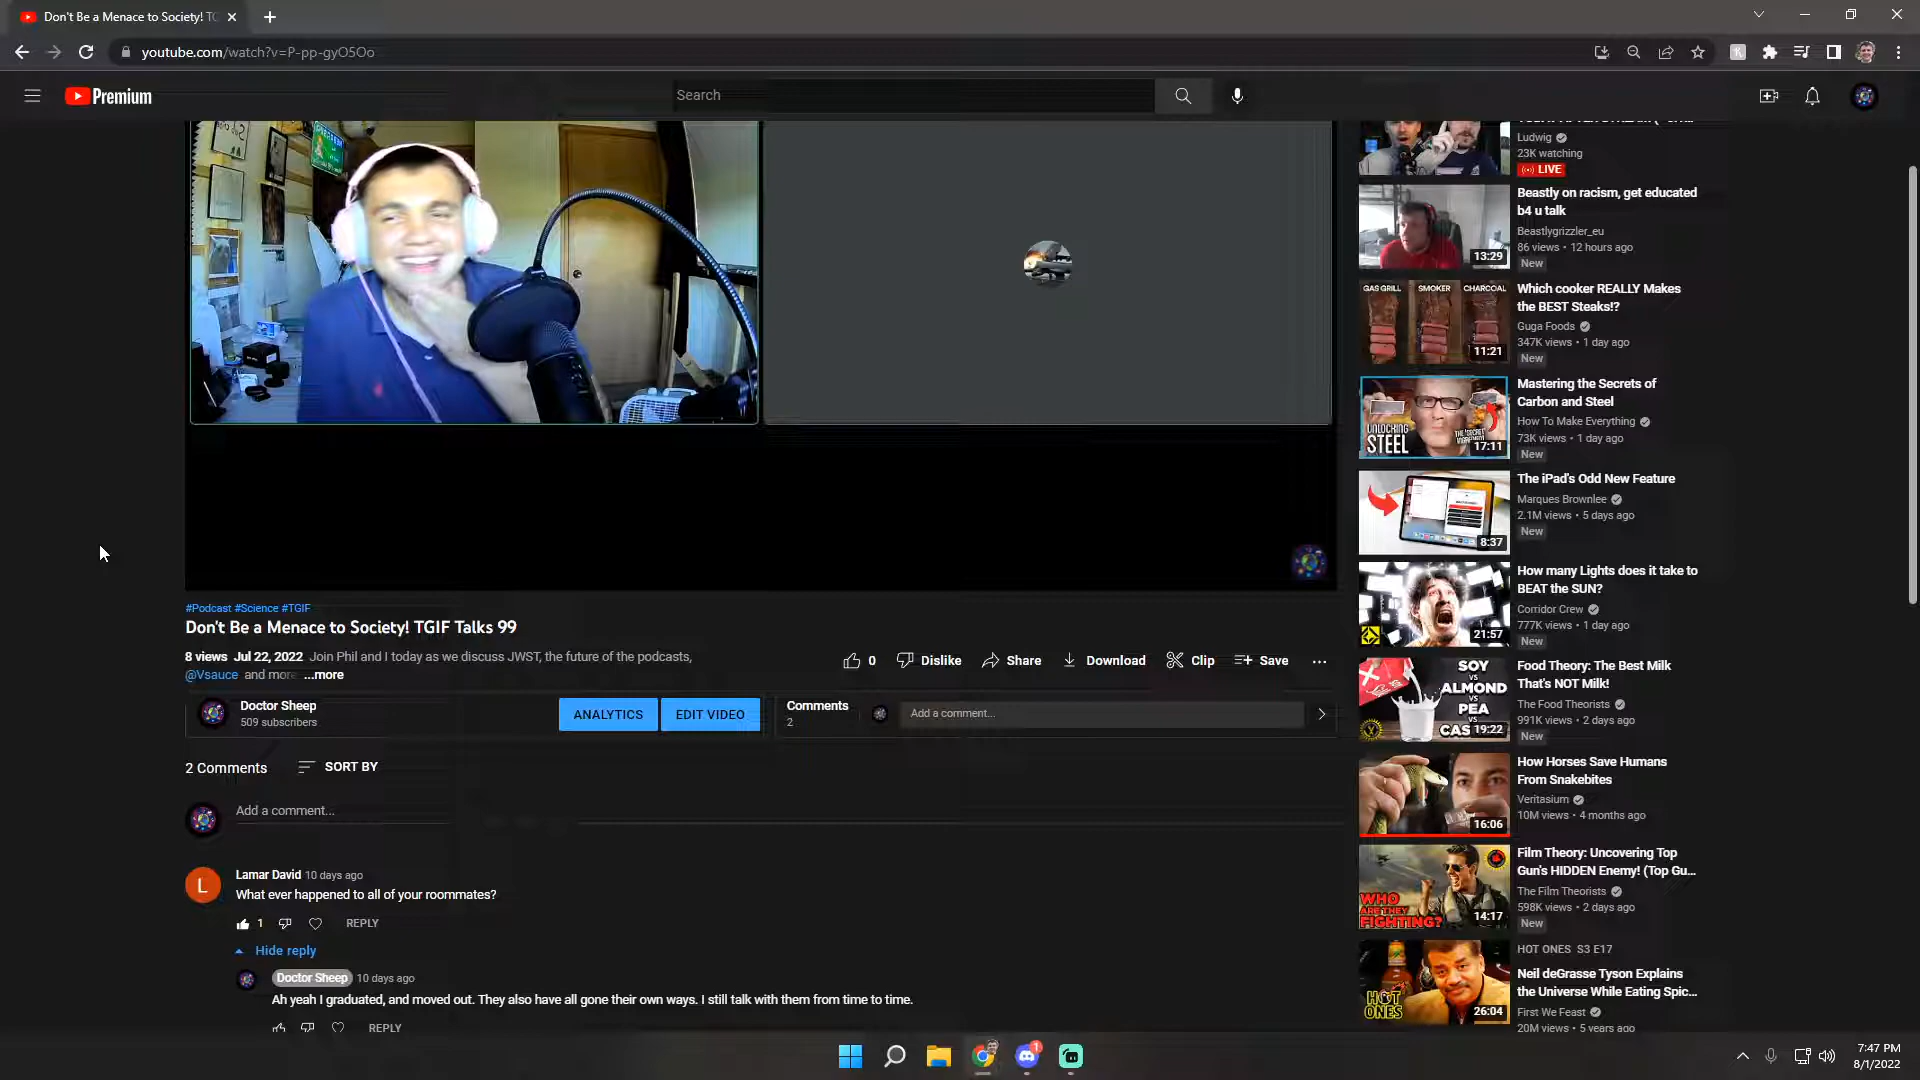 Don't Be a Menace to Society! TG
youtube.com/watch?v=P-pp-gyO5Oo
Premium
Search
Ludwig
23K watching
LIVE
Beastly on racism, get educated
b4 u talk
Beastlygrizzler_eu
86 views • 12 hours ago
New
13:29
GAS GRILL SMOKER CHARCOAL
11:21
Which cooker REALLY Makes
the BEST Steaks!?
Guga Foods
347K views • 1 day ago
New
UNLOCKING
STEEL
17:11
Mastering the Secrets of
Carbon and Steel
How To Make Everything
73K views • 1 day ago
New
8:37
The iPad's Odd New Feature
Marques Brownlee
2.1M views • 5 days ago
New
21:57
How many Lights does it take to
BEAT the SUN?
Corridor Crew
777K views • 1 day ago
New
SOY
VS
ALMOND
VS
PEA
VS
CAS
19:22
Food Theory: The Best Milk
That's NOT Milk!
The Food Theorists
991K views • 2 days ago
New
16:06
How Horses Save Humans
From Snakebites
Veritasium
10M views • 4 months ago
WHO
ARE THEY
FIGHTING?
14:17
Film Theory: Uncovering Top
Gun's HIDDEN Enemy! (Top Gu...
The Film Theorists
598K views • 2 days ago
New
HOT
ONES
26:04
HOT ONES S3 E17
Neil deGrasse Tyson Explains
the Universe While Eating Spic...
First We Feast
20M views • 5 years ago
#Podcast #Science #TGIF
Don't Be a Menace to Society! TGIF Talks 99
8 views Jul 22, 2022 Join Phil and I today as we discuss JWST, the future of the podcasts,
@Vsauce and more ...more
0 Dislike Share Download Clip Save
Doctor Sheep
509 subscribers
ANALYTICS EDIT VIDEO
Comments
2
Add a comment...
2 Comments SORT BY
Add a comment...
L
Lamar David 10 days ago
What ever happened to all of your roommates?
1 REPLY
Hide reply
Doctor Sheep 10 days ago
Ah yeah I graduated, and moved out. They also have all gone their own ways. I still talk with them from time to time.
REPLY
1
7:47 PM
8/1/2022